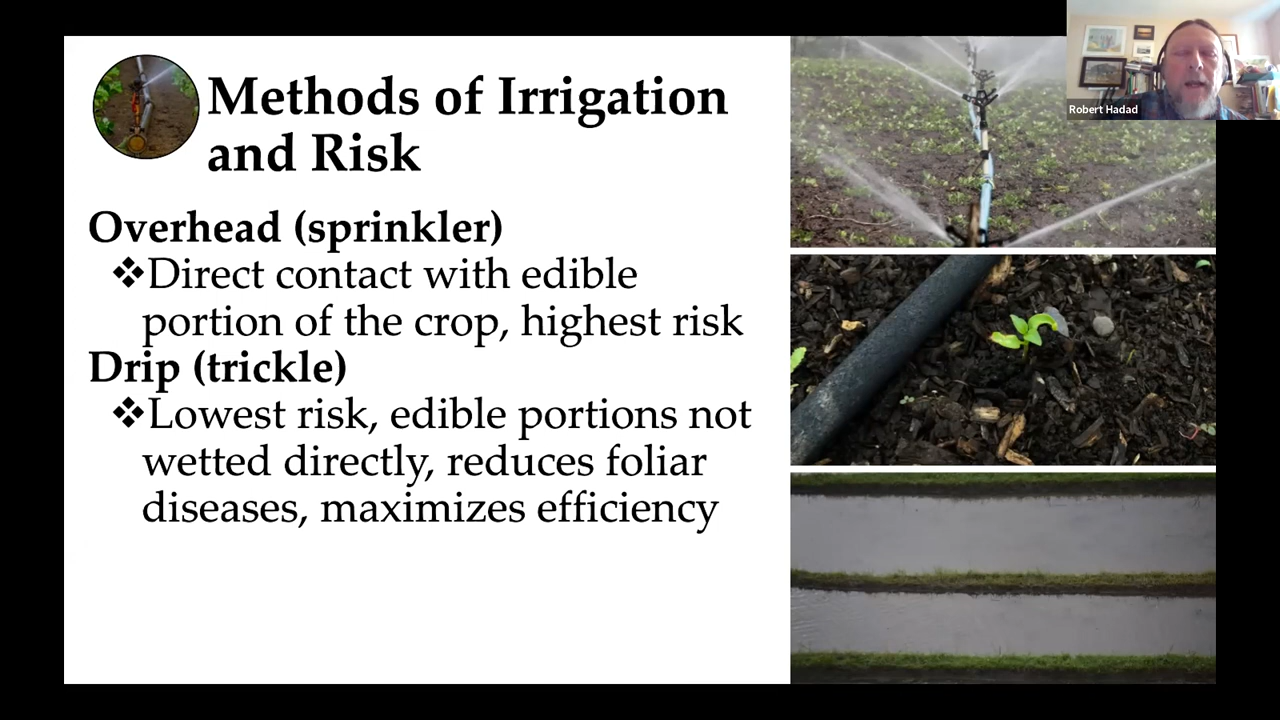 Methods of Irrigation
and Risk
Overhead (sprinkler)
❖Direct contact with edible
portion of the crop, highest risk
Drip (trickle)
❖Lowest risk, edible portions not
wetted directly, reduces foliar
diseases, maximizes efficiency
Robert Hadad